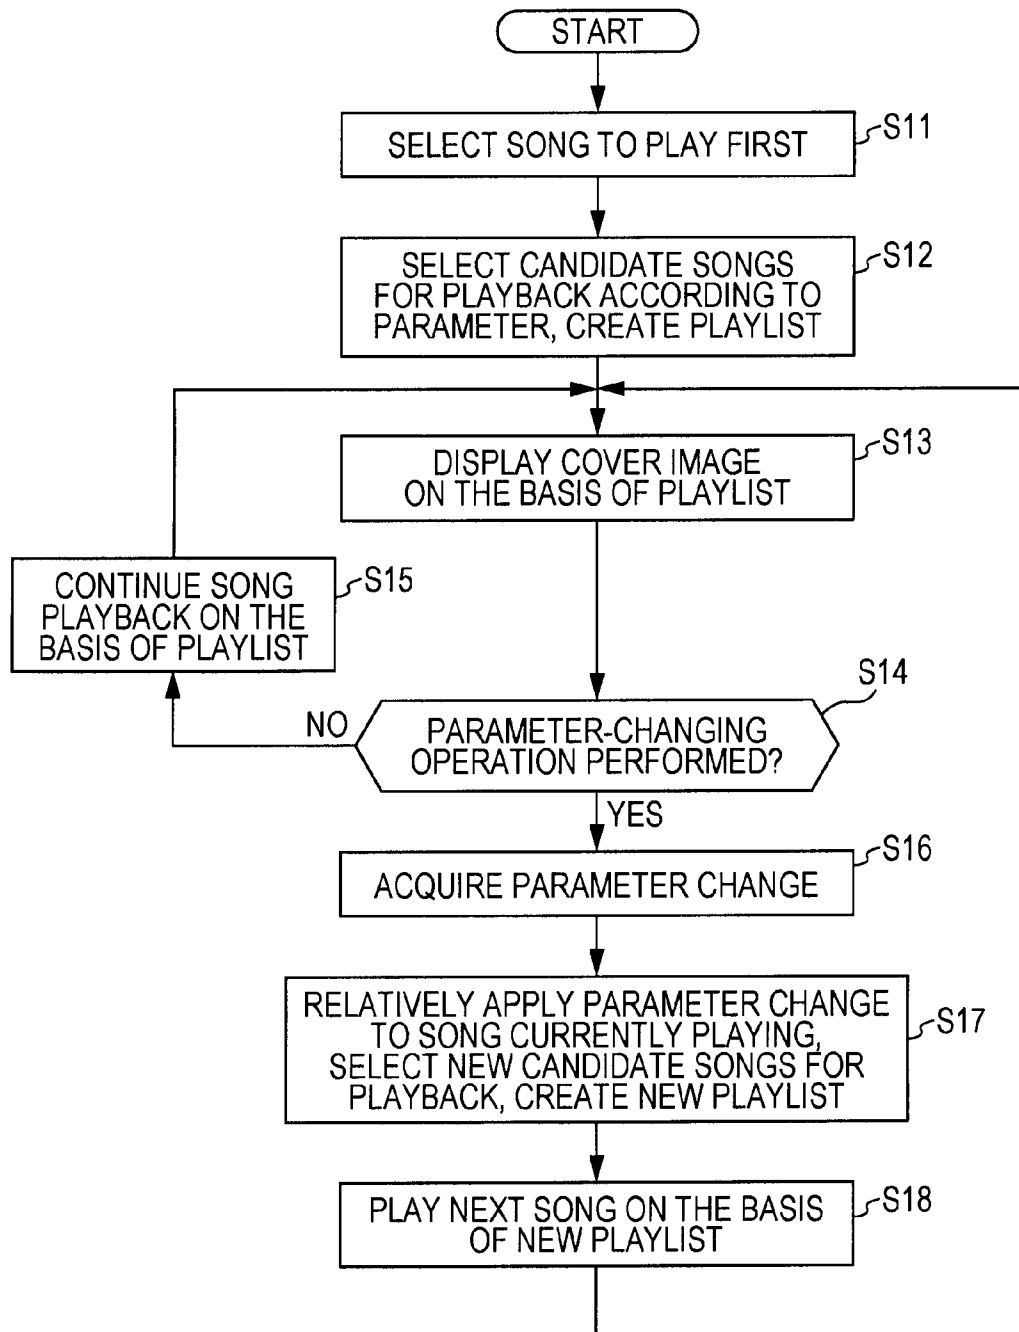 START
SELECT SONG TO PLAY FIRST
S11
SELECT CANDIDATE SONGS
FOR PLAYBACK ACCORDING TO
PARAMETER, CREATE PLAYLIST
S12
DISPLAY COVER IMAGE
ON THE BASIS OF PLAYLIST
S13
CONTINUE SONG
PLAYBACK ON THE
BASIS OF PLAYLIST
S15
PARAMETER-CHANGING
OPERATION PERFORMED?
S14
NO
YES
ACQUIRE PARAMETER CHANGE
S16
RELATIVELY APPLY PARAMETER CHANGE
TO SONG CURRENTLY PLAYING,
SELECT NEW CANDIDATE SONGS FOR
PLAYBACK, CREATE NEW PLAYLIST
S17
PLAY NEXT SONG ON THE BASIS
OF NEW PLAYLIST
S18